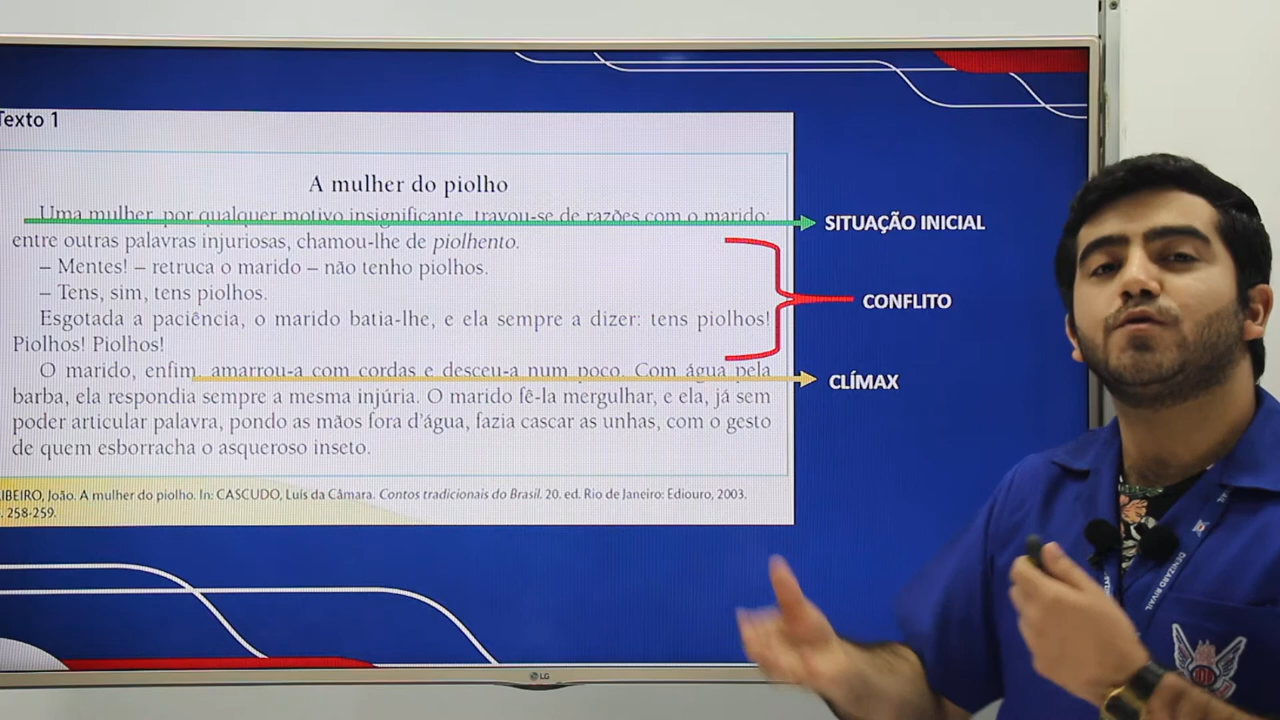 Texto 1
A mulher do piolho
Uma mulher, por qualquer motivo insignificante, travou-se de razões com o marido;
SITUAÇÃO INICIAL
entre outras palavras injuriosas, chamou-lhe de piolhento.
– Mentes! – retruca o marido – não tenho piolhos.
– Tens, sim, tens piolhos.
CONFLITO
Esgotada a paciência, o marido batia-lhe, e ela sempre a dizer: tens piolhos!
Piolhos! Piolhos!
O marido, enfim, amarrou-a com cordas e desceu-a num poço. Com água pela
CLÍMAX
barba, ela respondia sempre a mesma injúria. O marido fê-la mergulhar, e ela, já sem
poder articular palavra, pondo as mãos fora d'água, fazia cascar as unhas, com o gesto
de quem esborracha o asqueroso inseto.
IBEIRO, João. A mulher do piolho. In: CASCUDO, Luís da Câmara. Contos tradicionais do Brasil. 20. ed. Rio de Janeiro: Ediouro, 2003.
. 258-259.
LG
DENIZARD RIVAIL